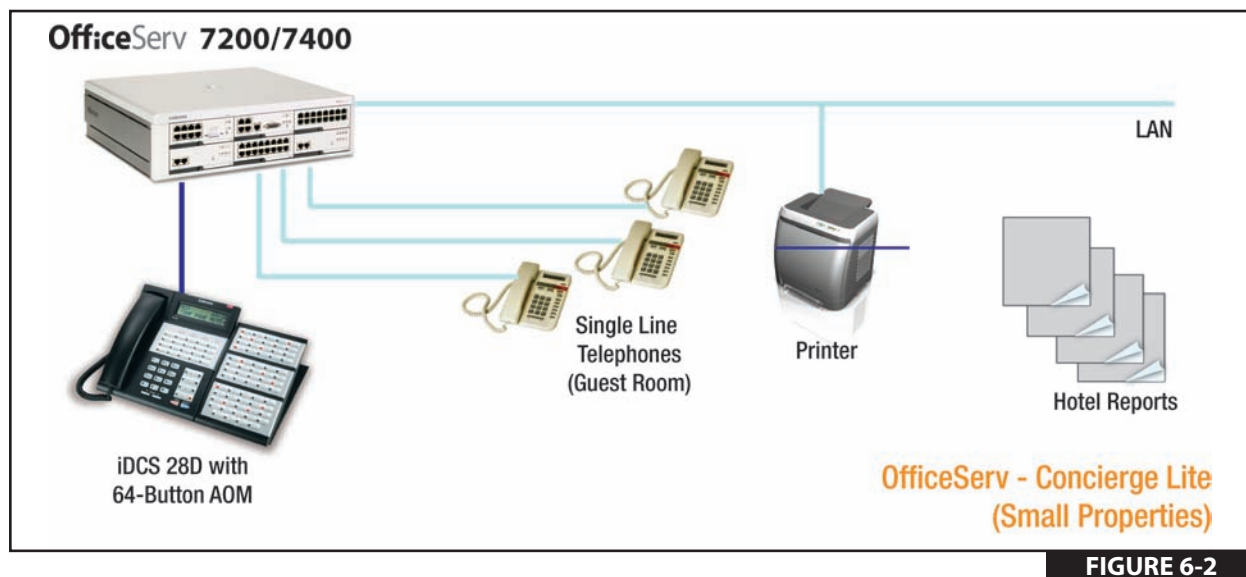 OfficeServ 7200/7400
LAN
Single Line
Telephones
(Guest Room)
Printer
Hotel Reports
iDCS 28D with
64-Button AOM
OfficeServ - Concierge Lite
(Small Properties)
FIGURE 6-2